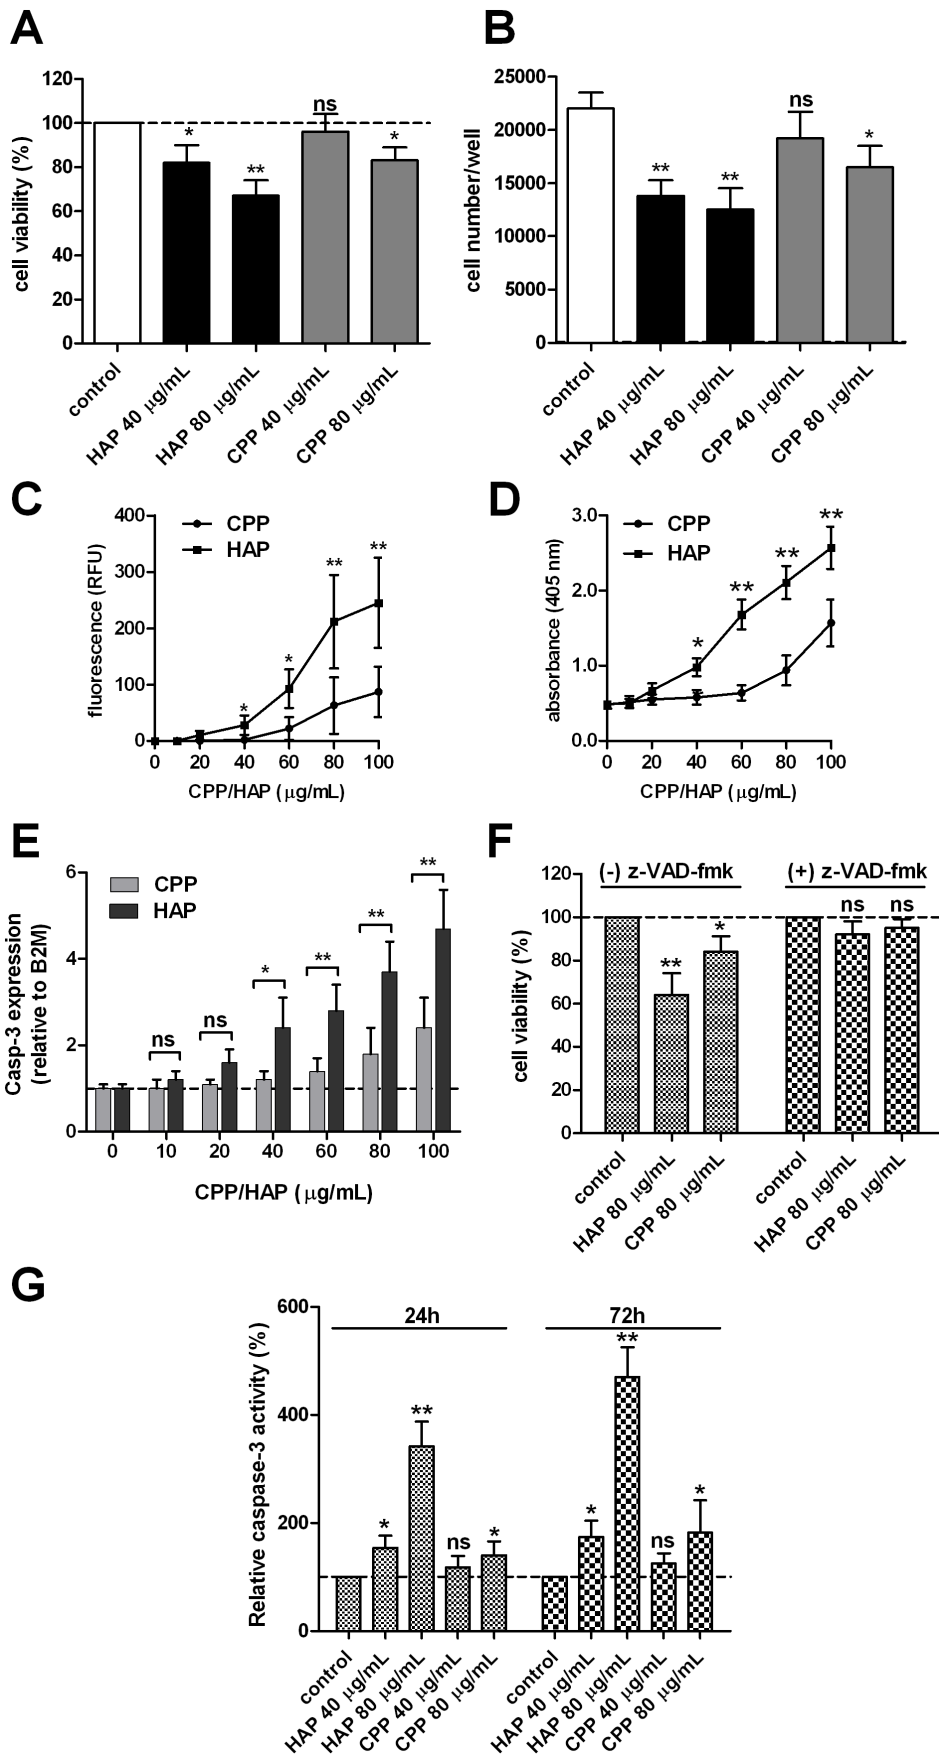 A
cell viability (%)
120
100
80
60
40
20
0
*
**
ns
*
control
HAP 40 μg/mL
HAP 80 μg/mL
CPP 40 μg/mL
CPP 80 μg/mL
B
cell number/well
25000
20000
15000
10000
5000
0
**
**
ns
*
control
HAP 40 μg/mL
HAP 80 μg/mL
CPP 40 μg/mL
CPP 80 μg/mL
C
fluorescence (RFU)
400
300
200
100
0
CPP
HAP
*
*
**
**
0 20 40 60 80 100
CPP/HAP (μg/mL)
D
absorbance (405 nm)
3.0
2.0
1.0
0.0
CPP
HAP
*
**
**
**
0 20 40 60 80 100
CPP/HAP (μg/mL)
E
Casp-3 expression
(relative to B2M)
6
4
2
0
CPP
HAP
ns
ns
*
**
**
**
0 10 20 40 60 80 100
CPP/HAP (μg/mL)
F
cell viability (%)
120
100
80
60
40
20
0
(-) z-VAD-fmk
**
*
(+) z-VAD-fmk
ns
ns
control
HAP 80 μg/mL
CPP 80 μg/mL
control
HAP 80 μg/mL
CPP 80 μg/mL
G
Relative caspase-3 activity (%)
600
400
200
0
24h
*
**
ns
*
72h
*
**
ns
*
control
HAP 40 μg/mL
HAP 80 μg/mL
CPP 40 μg/mL
CPP 80 μg/mL
control
HAP 40 μg/mL
HAP 80 μg/mL
CPP 40 μg/mL
CPP 80 μg/mL